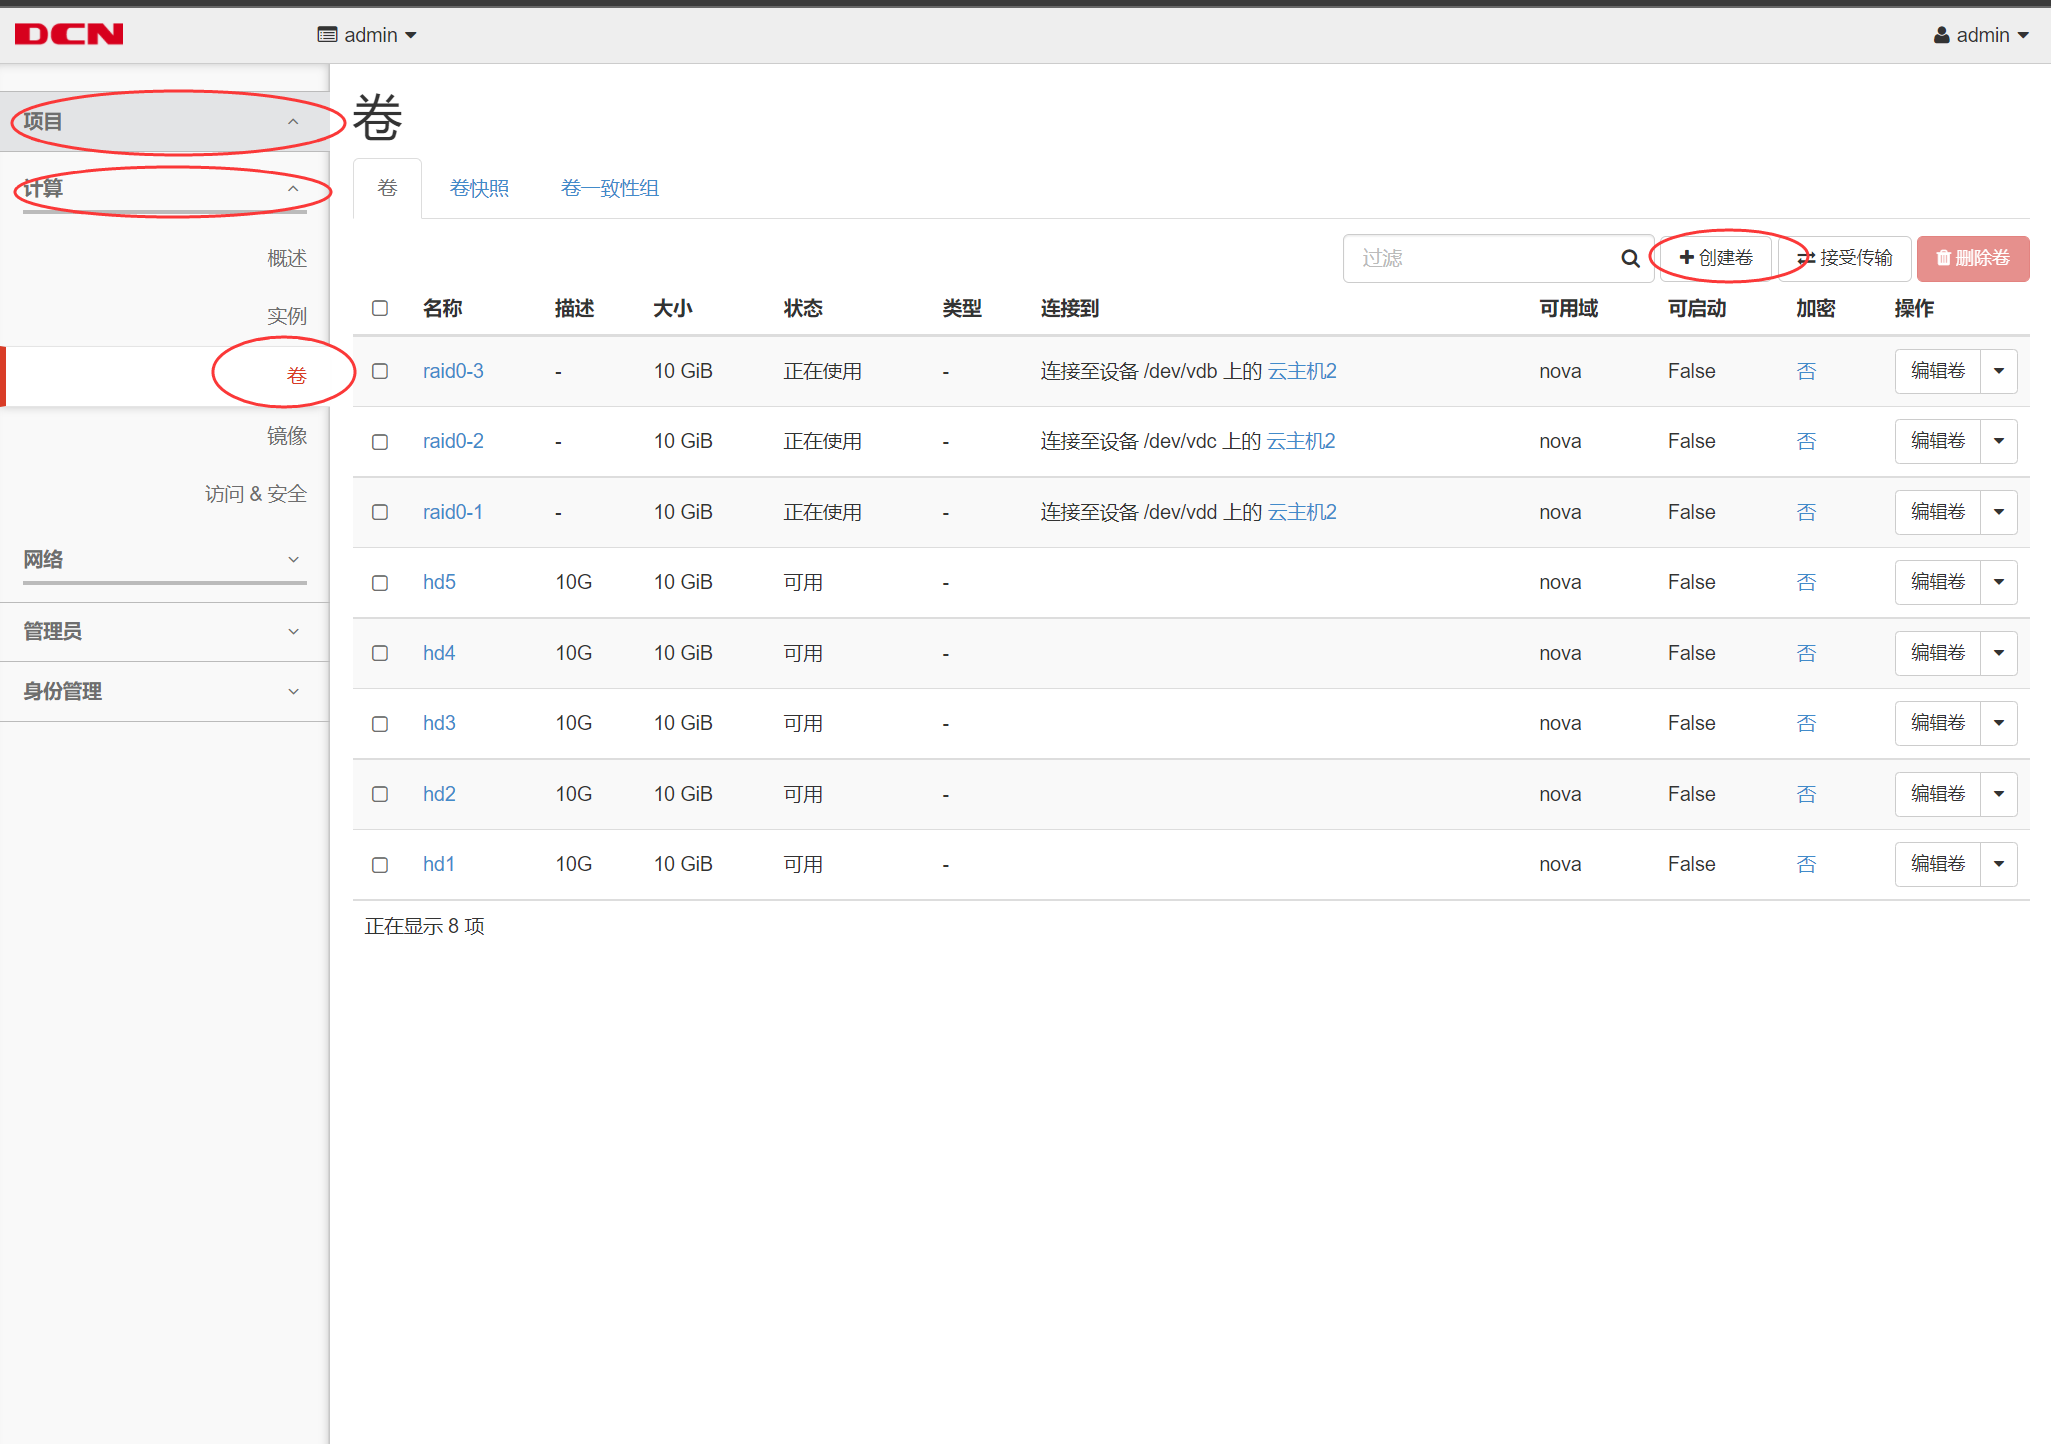 DCN admin admin
项目
计算
概述
实例
卷
镜像
访问 & 安全
网络
管理员
身份管理
卷
卷 卷快照 卷一致性组
过滤 创建卷 接受传输 删除卷
名称 描述 大小 状态 类型 连接到 可用域 可启动 加密 操作
raid0-3 - 10 GiB 正在使用 - 连接至设备 /dev/vdb 上的 云主机2 nova False 否 编辑卷
raid0-2 - 10 GiB 正在使用 - 连接至设备 /dev/vdc 上的 云主机2 nova False 否 编辑卷
raid0-1 - 10 GiB 正在使用 - 连接至设备 /dev/vdd 上的 云主机2 nova False 否 编辑卷
hd5 10G 10 GiB 可用 - nova False 否 编辑卷
hd4 10G 10 GiB 可用 - nova False 否 编辑卷
hd3 10G 10 GiB 可用 - nova False 否 编辑卷
hd2 10G 10 GiB 可用 - nova False 否 编辑卷
hd1 10G 10 GiB 可用 - nova False 否 编辑卷
正在显示 8 项